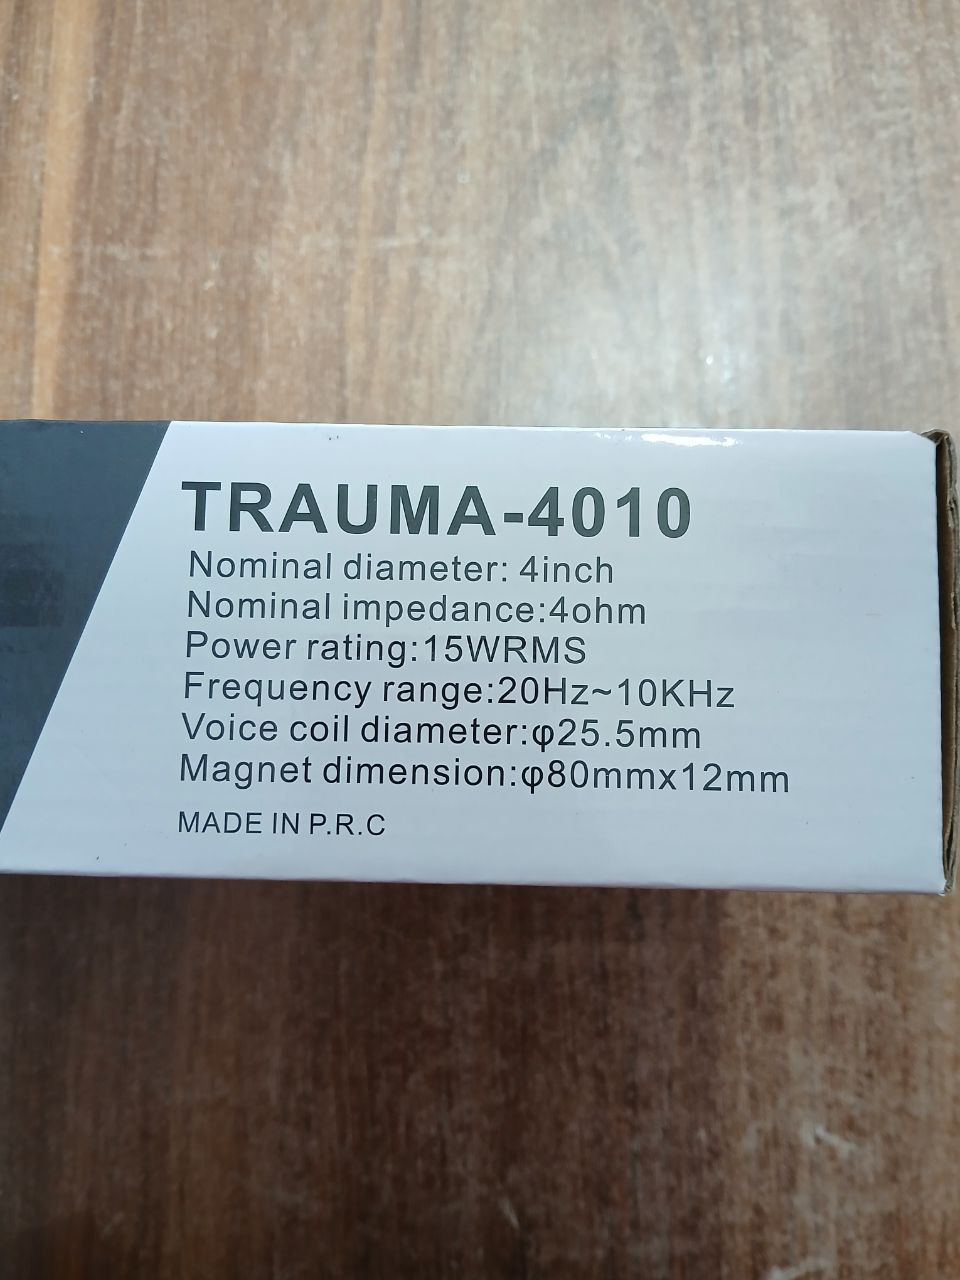 TRAUMA-4010
Nominal diameter: 4inch
Nominal impedance:4ohm
Power rating:15WRMS
Frequency range:20Hz~10KHz
Voice coil diameter:φ25.5mm
Magnet dimension:φ80mmx12mm
MADE IN P.R.C